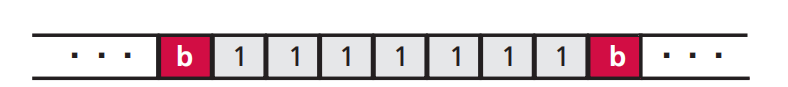 . . . b 1 1 1 1 1 1 1 b . . .